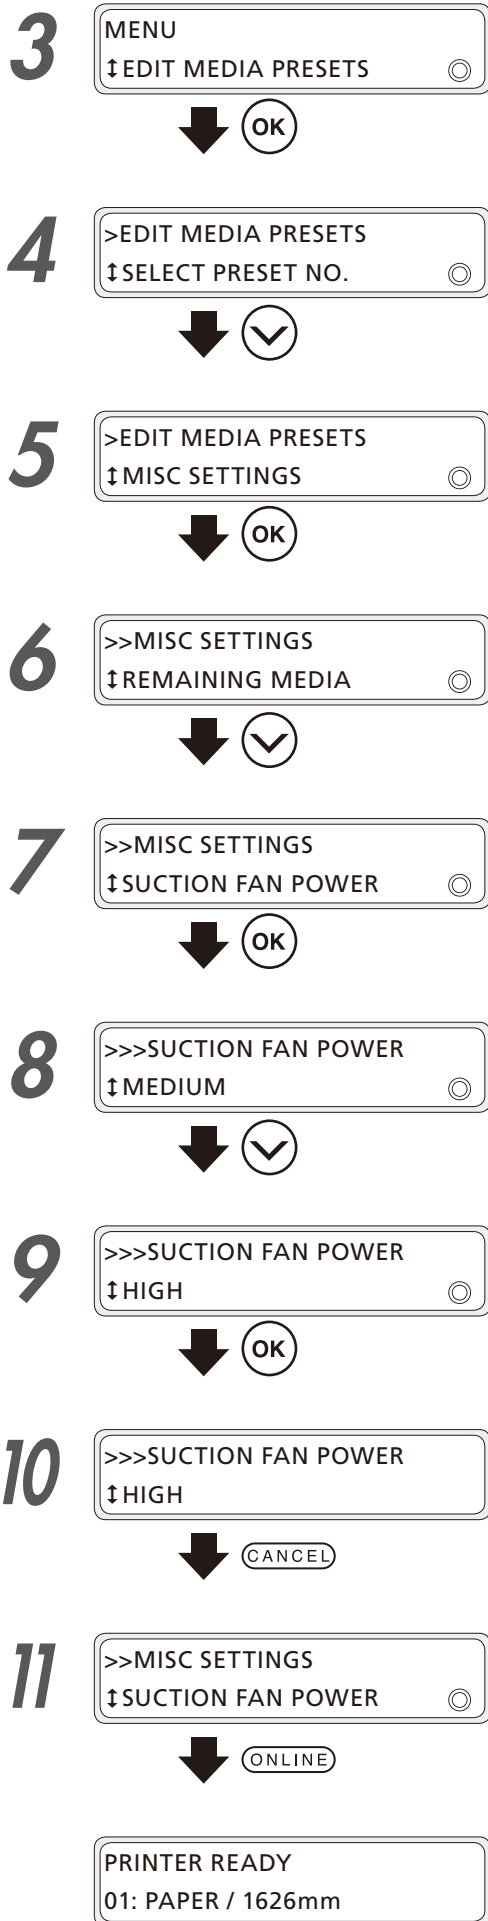 3
MENU
↕EDIT MEDIA PRESETS
OK
4
>EDIT MEDIA PRESETS
↕SELECT PRESET NO.
5
>EDIT MEDIA PRESETS
↕MISC SETTINGS
OK
6
>>MISC SETTINGS
↕REMAINING MEDIA
7
>>MISC SETTINGS
↕SUCTION FAN POWER
OK
8
>>>SUCTION FAN POWER
↕MEDIUM
9
>>>SUCTION FAN POWER
↕HIGH
OK
10
>>>SUCTION FAN POWER
↕HIGH
CANCEL
11
>>MISC SETTINGS
↕SUCTION FAN POWER
ONLINE
PRINTER READY
01: PAPER / 1626mm